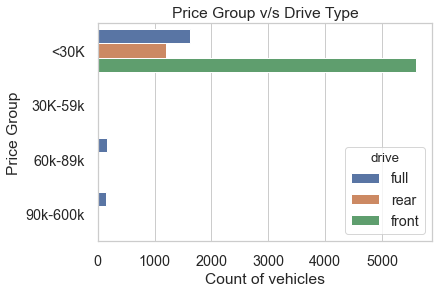 Price Group v/s Drive Type
Price Group
<30K
30K-59k
60k-89k
90k-600k
drive
full
rear
front
0 1000 2000 3000 4000 5000
Count of vehicles